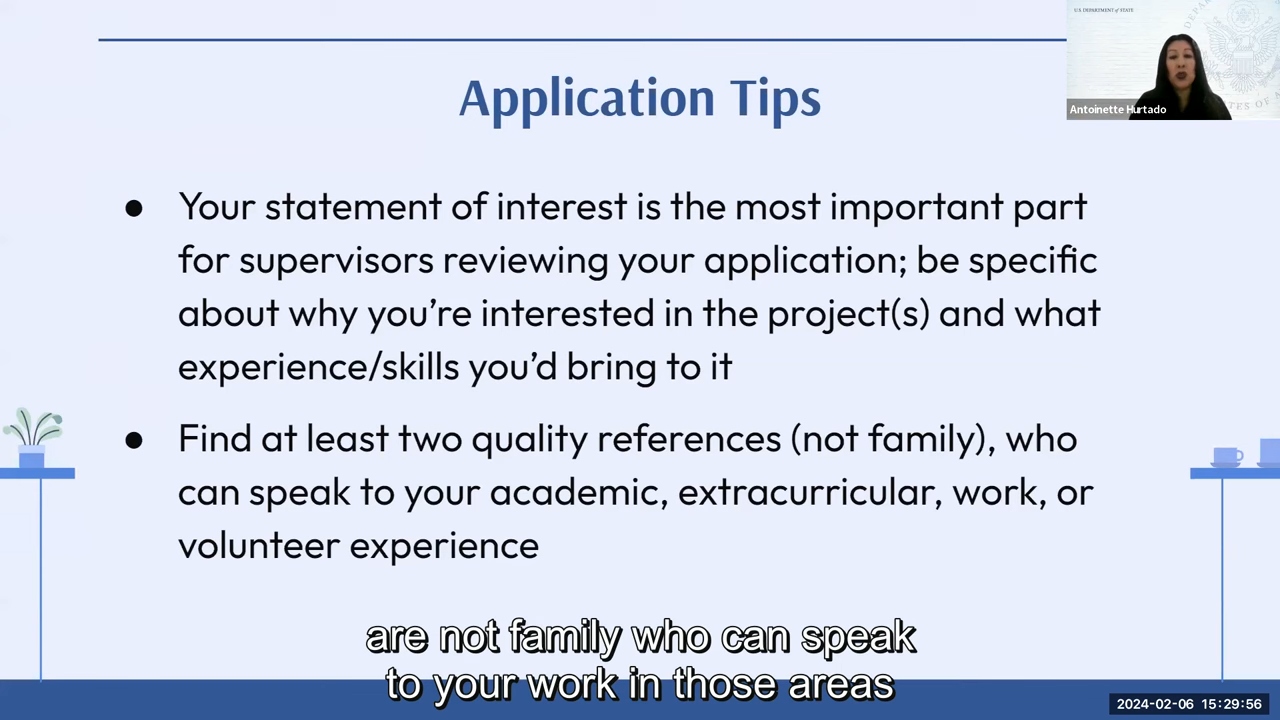 U.S. DEPARTMENT of STATE
Antoinette Hurtado
Application Tips
● Your statement of interest is the most important part
for supervisors reviewing your application; be specific
about why you’re interested in the project(s) and what
experience/skills you’d bring to it
● Find at least two quality references (not family), who
can speak to your academic, extracurricular, work, or
volunteer experience
are not family who can speak
to your work in those areas
2024-02-06 15:29:56